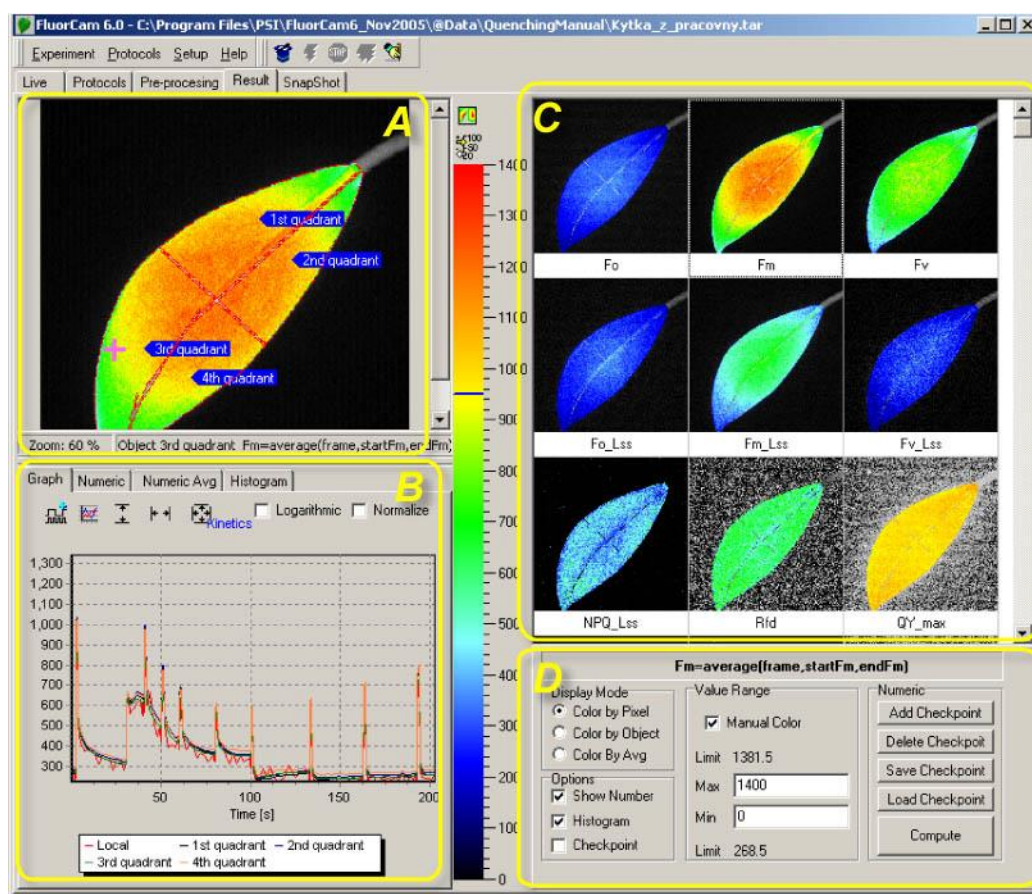 FluorCam 6.0 - C:\Program Files\PSI\FluorCam6_Nov2005\@Data\QuenchingManual\Kytka_z_pracovny.tar
Experiment Protocols Setup Help
STOP
Live Protocols Pre-procesing Result SnapShot
A
1st quadrant
2nd quadrant
3rd quadrant
4th quadrant
Zoom: 60 % Object 3rd quadrant Fm=average(frame,startFm,endFm)
100
50
20
1400
1300
1200
1100
1000
900
800
700
600
500
400
300
200
100
0
C
Fo Fm Fv
Fo_Lss Fm_Lss Fv_Lss
NPQ_Lss Rfd QY_max
B
Graph Numeric Numeric Avg Histogram
Logarithmic Normalize
Kinetics
1,300
1,200
1,100
1,000
900
800
700
600
500
400
300
50 100 150 200
Time [s]
Local 1st quadrant 2nd quadrant
3rd quadrant 4th quadrant
D
Fm=average(frame,startFm,endFm)
Display Mode
Color by Pixel
Color by Object
Color By Avg
Options
Show Number
Histogram
Checkpoint
Value Range
Manual Color
Limit 1381.5
Max 1400
Min 0
Limit 268.5
Numeric
Add Checkpoint
Delete Checkpoit
Save Checkpoint
Load Checkpoint
Compute